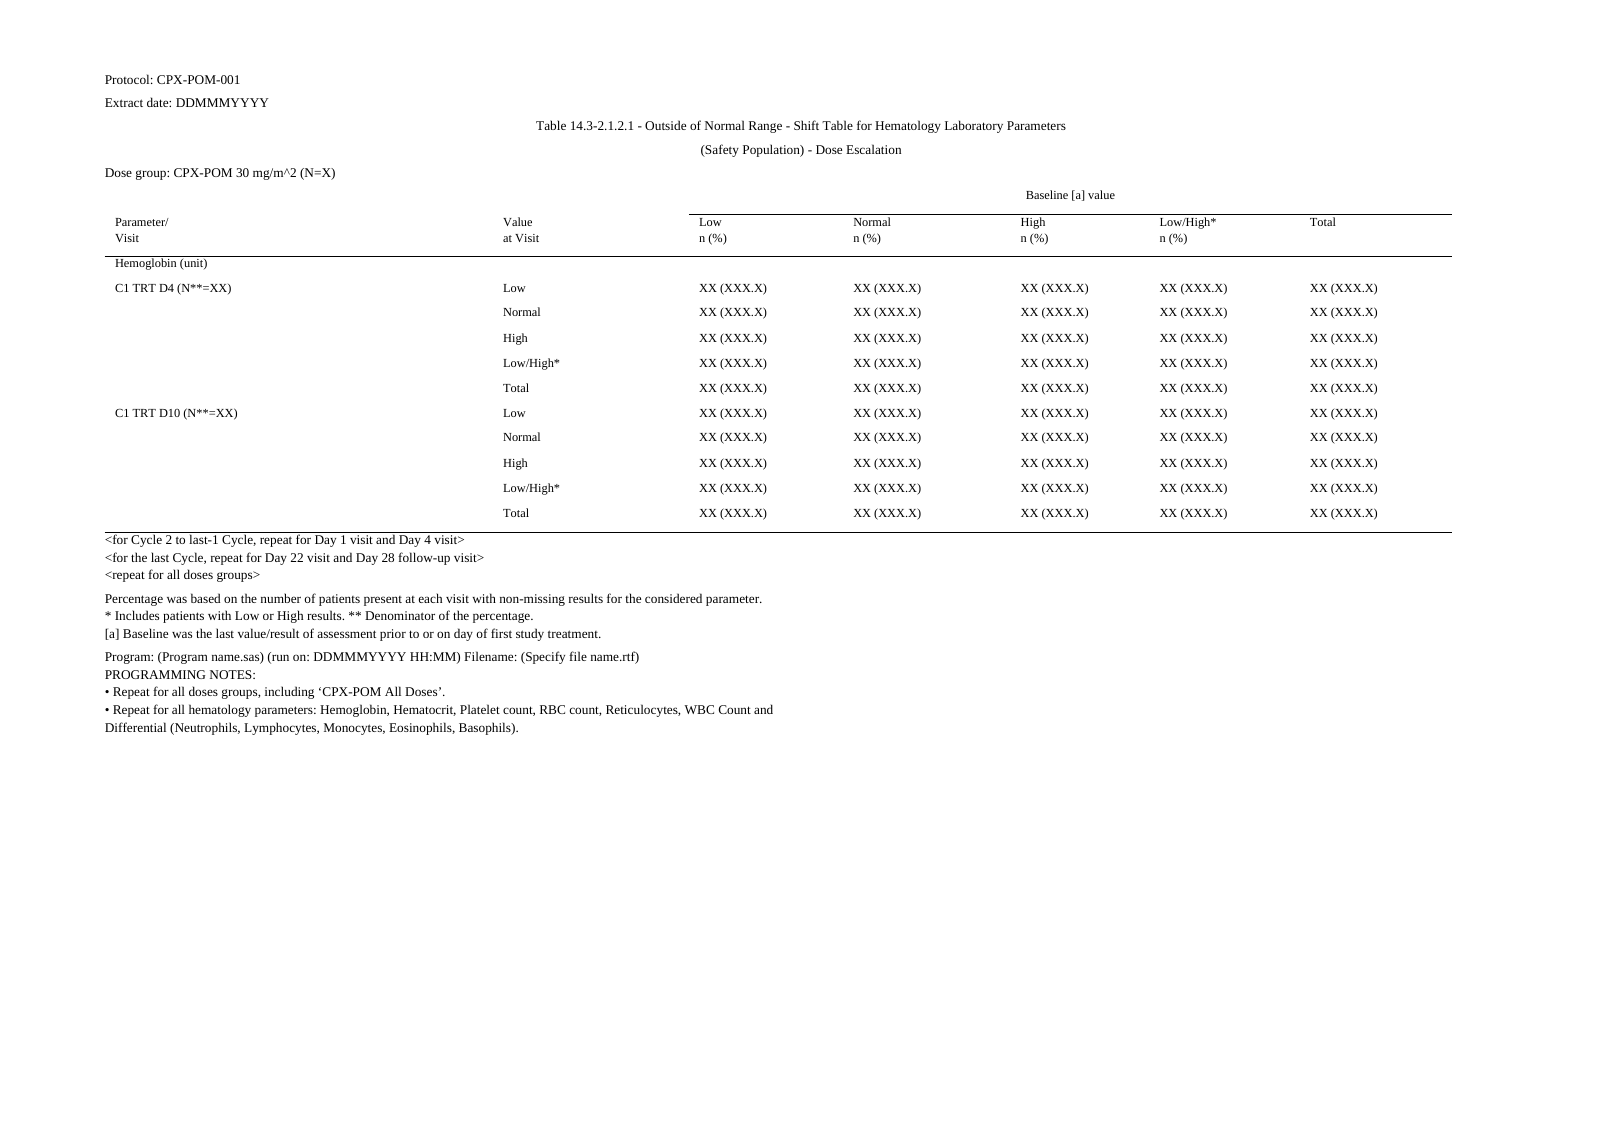 Protocol: CPX-POM-001
Extract date: DDMMMYYYY
Table 14.3-2.1.2.1 - Outside of Normal Range - Shift Table for Hematology Laboratory Parameters
(Safety Population) - Dose Escalation
Dose group: CPX-POM 30 mg/m^2 (N=X)
Baseline [a] value
Parameter/ Value Low Normal High Low/High* Total
Visit at Visit n (%) n (%) n (%) n (%)
Hemoglobin (unit)
C1 TRT D4 (N**=XX) Low XX (XXX.X) XX (XXX.X) XX (XXX.X) XX (XXX.X) XX (XXX.X)
Normal XX (XXX.X) XX (XXX.X) XX (XXX.X) XX (XXX.X) XX (XXX.X)
High XX (XXX.X) XX (XXX.X) XX (XXX.X) XX (XXX.X) XX (XXX.X)
Low/High* XX (XXX.X) XX (XXX.X) XX (XXX.X) XX (XXX.X) XX (XXX.X)
Total XX (XXX.X) XX (XXX.X) XX (XXX.X) XX (XXX.X) XX (XXX.X)
C1 TRT D10 (N**=XX) Low XX (XXX.X) XX (XXX.X) XX (XXX.X) XX (XXX.X) XX (XXX.X)
Normal XX (XXX.X) XX (XXX.X) XX (XXX.X) XX (XXX.X) XX (XXX.X)
High XX (XXX.X) XX (XXX.X) XX (XXX.X) XX (XXX.X) XX (XXX.X)
Low/High* XX (XXX.X) XX (XXX.X) XX (XXX.X) XX (XXX.X) XX (XXX.X)
Total XX (XXX.X) XX (XXX.X) XX (XXX.X) XX (XXX.X) XX (XXX.X)
<for Cycle 2 to last-1 Cycle, repeat for Day 1 visit and Day 4 visit>
<for the last Cycle, repeat for Day 22 visit and Day 28 follow-up visit>
<repeat for all doses groups>
Percentage was based on the number of patients present at each visit with non-missing results for the considered parameter.
* Includes patients with Low or High results. ** Denominator of the percentage.
[a] Baseline was the last value/result of assessment prior to or on day of first study treatment.
Program: (Program name.sas) (run on: DDMMMYYYY HH:MM) Filename: (Specify file name.rtf)
PROGRAMMING NOTES:
• Repeat for all doses groups, including ‘CPX-POM All Doses’.
• Repeat for all hematology parameters: Hemoglobin, Hematocrit, Platelet count, RBC count, Reticulocytes, WBC Count and
Differential (Neutrophils, Lymphocytes, Monocytes, Eosinophils, Basophils).